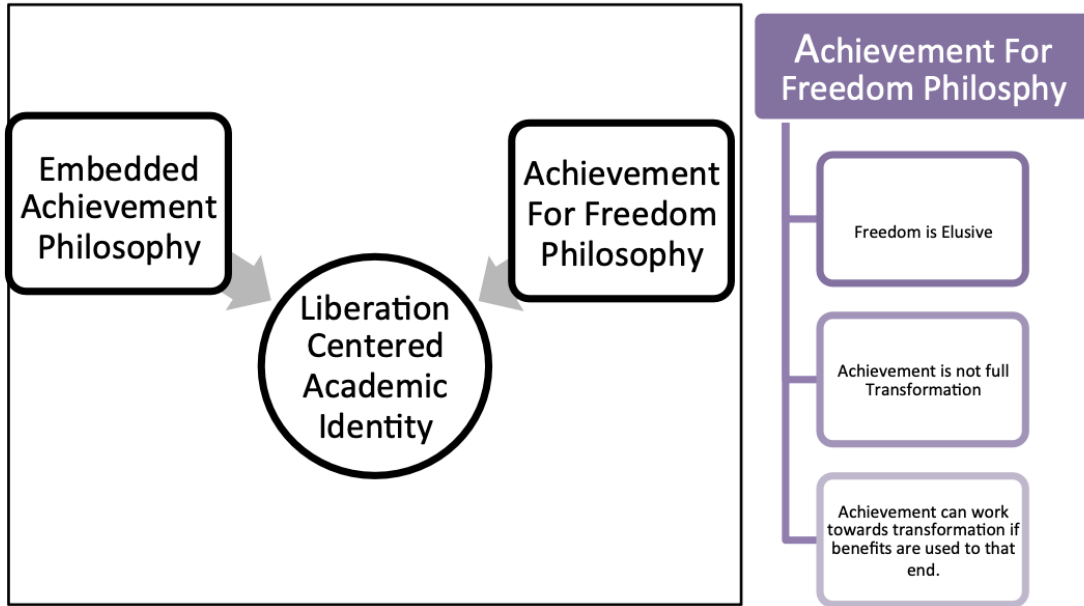 Embedded
Achievement
Philosophy
Achievement
For Freedom
Philosophy
Liberation
Centered
Academic
Identity
Achievement For
Freedom Philosphy
Freedom is Elusive
Achievement is not full
Transformation
Achievement can work
towards transformation if
benefits are used to that
end.